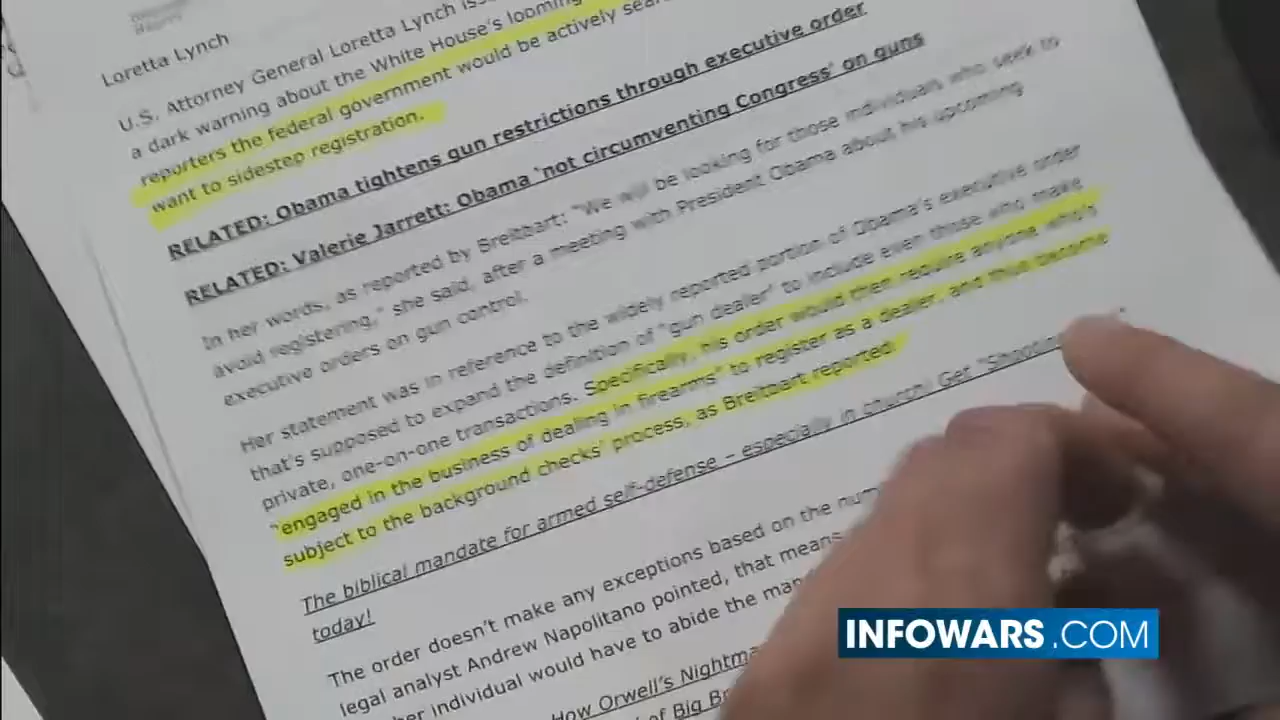 Loretta Lynch
U.S. Attorney General Loretta Lynch
a dark warning about the White House's looming
reporters the federal government would be actively
want to sidestep registration.
RELATED: Obama tightens gun restrictions through executive order
RELATED: Valerie Jarrett: Obama 'not circumventing Congress' on guns
In her words, as reported by Breitbart: "We will be looking for those individuals who seek to
avoid registering," she said, after a meeting with President Obama about his upcoming
executive orders on gun control.
Her statement was in reference to the widely reported portion of Obama's executive order
that's supposed to expand the definition of "gun dealer" to include even those who make
private, one-on-one transactions. Specifically, his order would then require anyone who's
"engaged in the business of dealing in firearms" to register as a dealer, and thus become
subject to the background checks' process, as Breitbart reported.
The biblical mandate for armed self-defense – especially in church! Get "Shooting
today!
The order doesn't make any exceptions based on the
legal analyst Andrew Napolitano pointed, that means
individual would have to abide the
How Orwell's
of Big
INFOWARS.COM